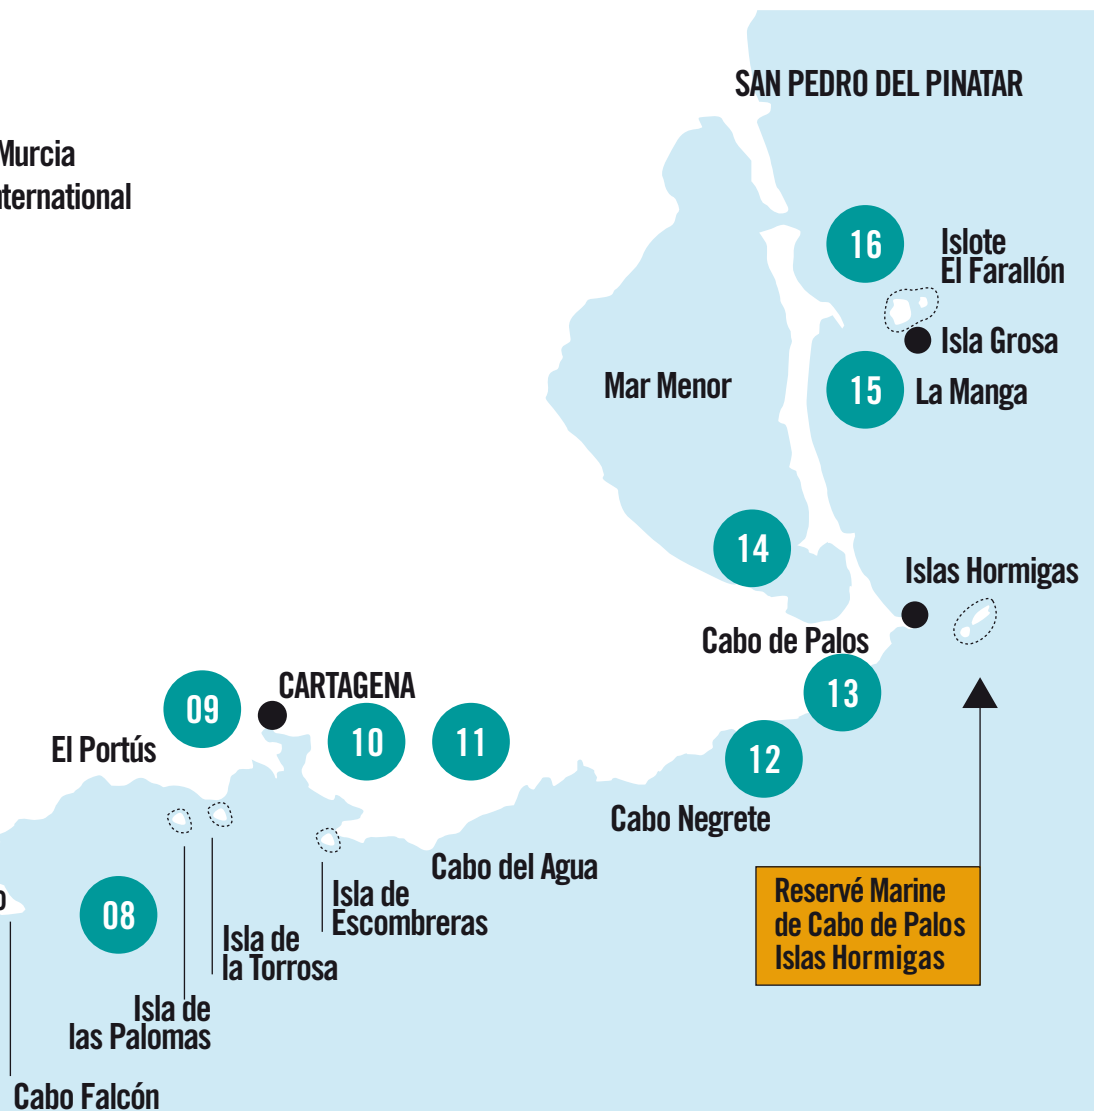 SAN PEDRO DEL PINATAR
Murcia
nternational
16
Islote
El Farallón
Isla Grosa
Mar Menor
15
La Manga
14
Islas Hormigas
Cabo de Palos
13
09
CARTAGENA
10
11
El Portús
12
Cabo Negrete
Cabo del Agua
Reservé Marine
de Cabo de Palos
Islas Hormigas
08
Isla de
Escombreras
Isla de
la Torrosa
Isla de
las Palomas
Cabo Falcón